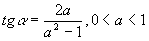 tg α = 2a / (a² − 1), 0 < a < 1